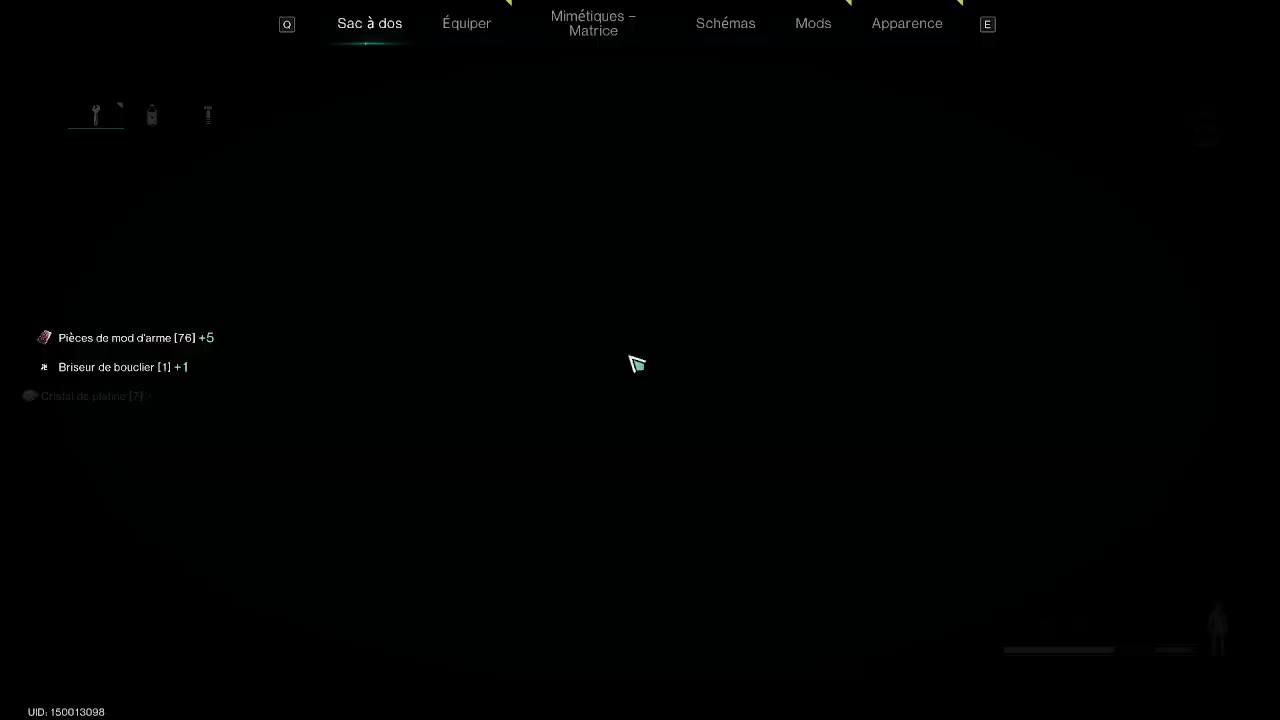 Q
Sac à dos
Équiper
Mimétiques –
Matrice
Schémas
Mods
Apparence
E
Pièces de mod d'arme [76] +5
Briseur de bouclier [1] +1
Cristal de platine [7]
UID: 150013098